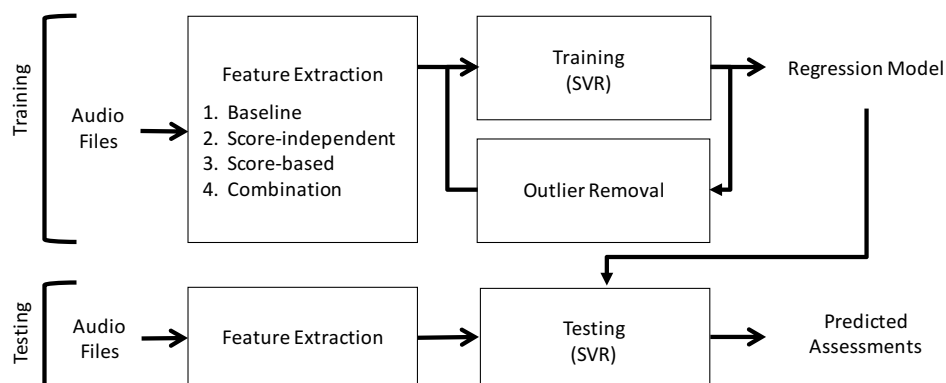 Training
Audio
Files
Feature Extraction
1. Baseline
2. Score-independent
3. Score-based
4. Combination
Training
(SVR)
Outlier Removal
Regression Model
Testing
Audio
Files
Feature Extraction
Testing
(SVR)
Predicted
Assessments